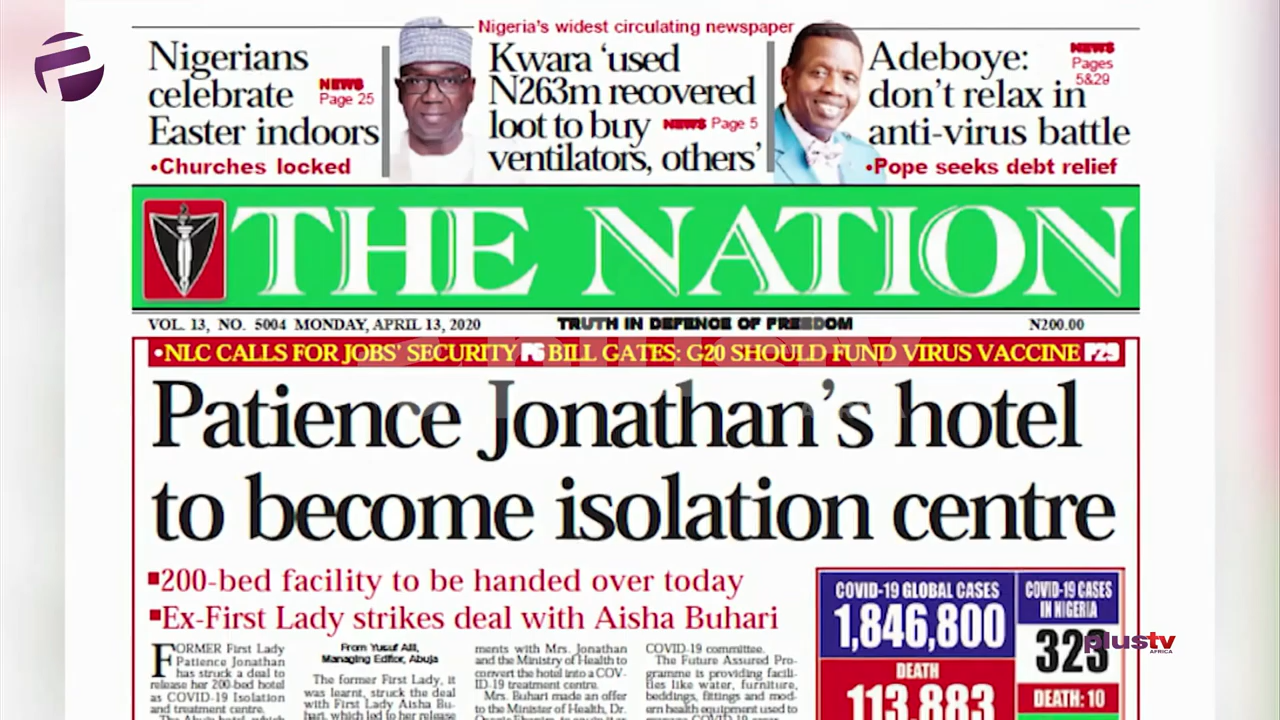 Nigeria's widest circulating newspaper
Nigerians
celebrate
Easter indoors
NEWS
Page 25
•Churches locked
Kwara 'used
N263m recovered
loot to buy
ventilators, others'
NEWS Page 5
Adeboye:
don't relax in
anti-virus battle
NEWS
Pages
5&29
•Pope seeks debt relief
THE NATION
VOL. 13, NO. 5004 MONDAY, APRIL 13, 2020
TRUTH IN DEFENCE OF FREEDOM
N200.00
•NLC CALLS FOR JOBS' SECURITY P6 BILL GATES: G20 SHOULD FUND VIRUS VACCINE P29
Patience Jonathan's hotel
to become isolation centre
200-bed facility to be handed over today
Ex-First Lady strikes deal with Aisha Buhari
FORMER First Lady
Patience Jonathan
has struck a deal to
release her 200-bed hotel
as COVID-19 Isolation
and treatment centre.
The Abuja hotel, which
From Yusuf Alli,
Managing Editor, Abuja
The former First Lady, it
was learnt, struck the deal
with First Lady Aisha Bu-
hari, which led to her release
ments with Mrs. Jonathan
and the Ministry of Health to
convert the hotel into a COV-
ID-19 treatment centre.
Mrs. Buhari made an offer
to the Minister of Health, Dr.
COVID-19 committee.
The Future Assured Pro-
gramme is providing facili-
ties like water, furniture,
beddings, fittings and mod-
ern health equipment used to
COVID-19 GLOBAL CASES
1,846,800
DEATH
113,883
COVID-19 CASES
IN NIGERIA
323
DEATH: 10
plustv
AFRICA